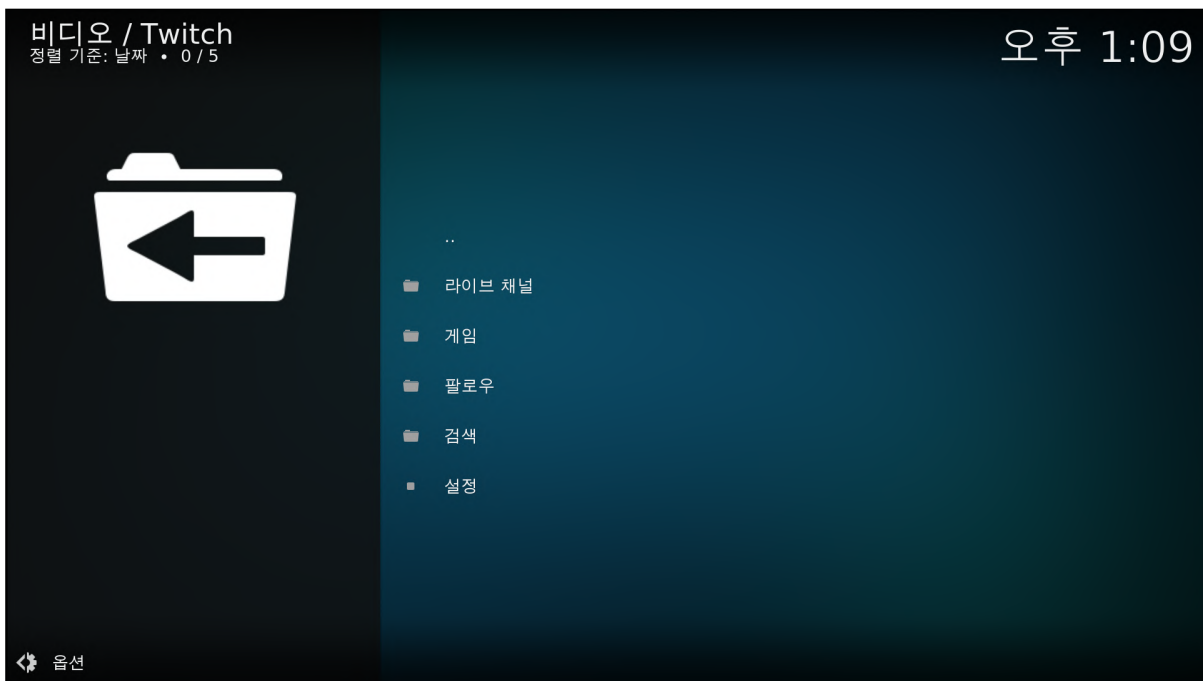 비디오 / Twitch
정렬 기준: 날짜 • 0 / 5
오후 1:09
..
라이브 채널
게임
팔로우
검색
설정
옵션